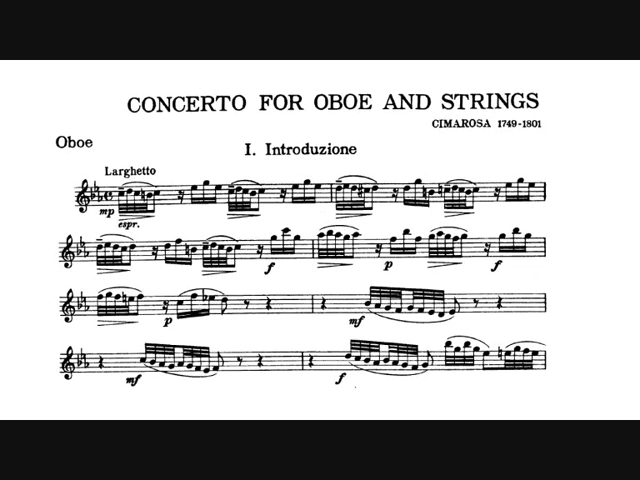 CONCERTO FOR OBOE AND STRINGS
CIMAROSA 1749-1801
Oboe
I. Introduzione
Larghetto
mp
espr.
f
p
f
p
mf
mf
f